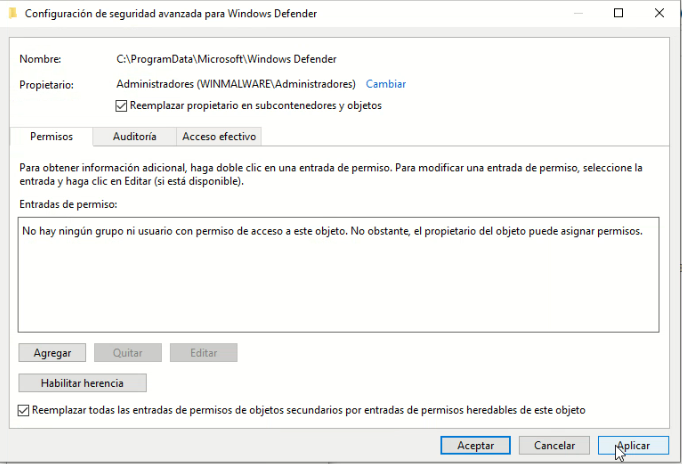 Configuración de seguridad avanzada para Windows Defender
Nombre: C:\ProgramData\Microsoft\Windows Defender
Propietario: Administradores (WINMALWARE\Administradores) Cambiar
Reemplazar propietario en subcontenedores y objetos
Permisos Auditoría Acceso efectivo
Para obtener información adicional, haga doble clic en una entrada de permiso. Para modificar una entrada de permiso, seleccione la
entrada y haga clic en Editar (si está disponible).
Entradas de permiso:
No hay ningún grupo ni usuario con permiso de acceso a este objeto. No obstante, el propietario del objeto puede asignar permisos.
Agregar Quitar Editar
Habilitar herencia
Reemplazar todas las entradas de permisos de objetos secundarios por entradas de permisos heredables de este objeto
Aceptar Cancelar Aplicar